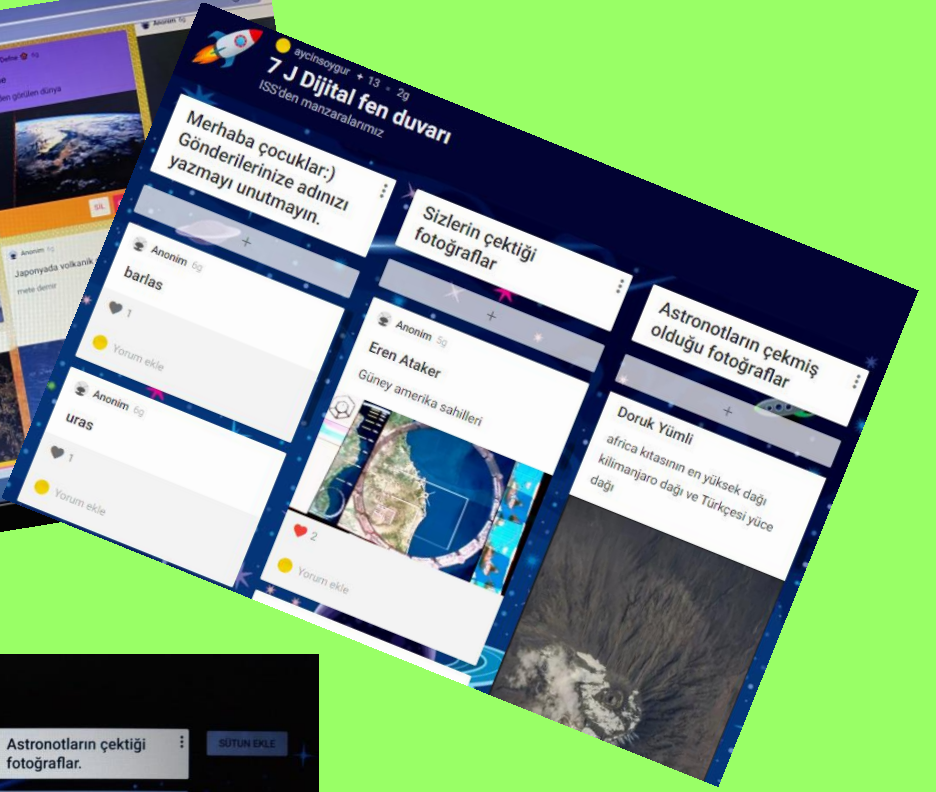 Anonim 6g
Defne
den görülen dünya
SİL
Anonim 6g
Japonyada volkanik
mete demir
aycinsoygur + 13 • 2g
7 J Dijital fen duvarı
ISS'den manzaralarımız
Merhaba çocuklar:)
Gönderilerinize adınızı
yazmayı unutmayın.
+
Anonim 6g
barlas
1
Yorum ekle
Anonim 6g
uras
1
Yorum ekle
Sizlerin çektiği
fotoğraflar
+
Anonim 5g
Eren Ataker
Güney amerika sahilleri
2
Yorum ekle
Astronotların çekmiş
olduğu fotoğraflar
+
Doruk Yümli
africa kıtasının en yüksek dağı
kilimanjaro dağı ve Türkçesi yüce
dağı
Astronotların çektiği
fotoğraflar.
SÜTUN EKLE